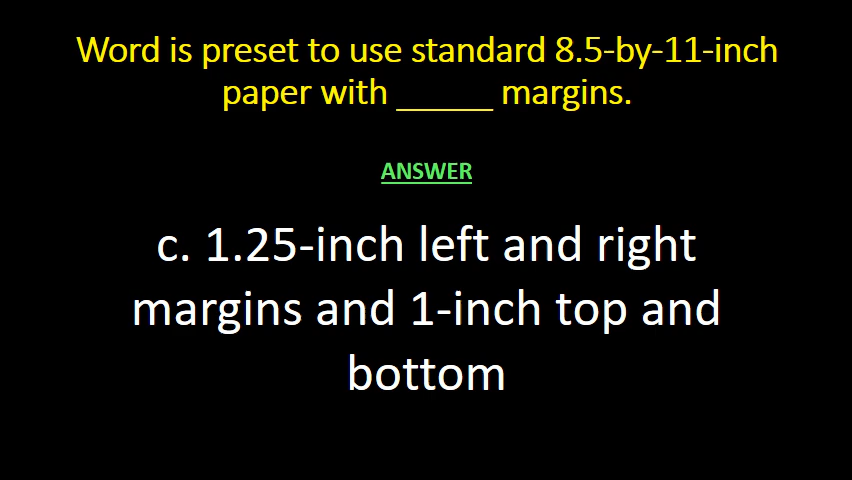 Word is preset to use standard 8.5-by-11-inch
paper with _____ margins.
ANSWER
c. 1.25-inch left and right
margins and 1-inch top and
bottom